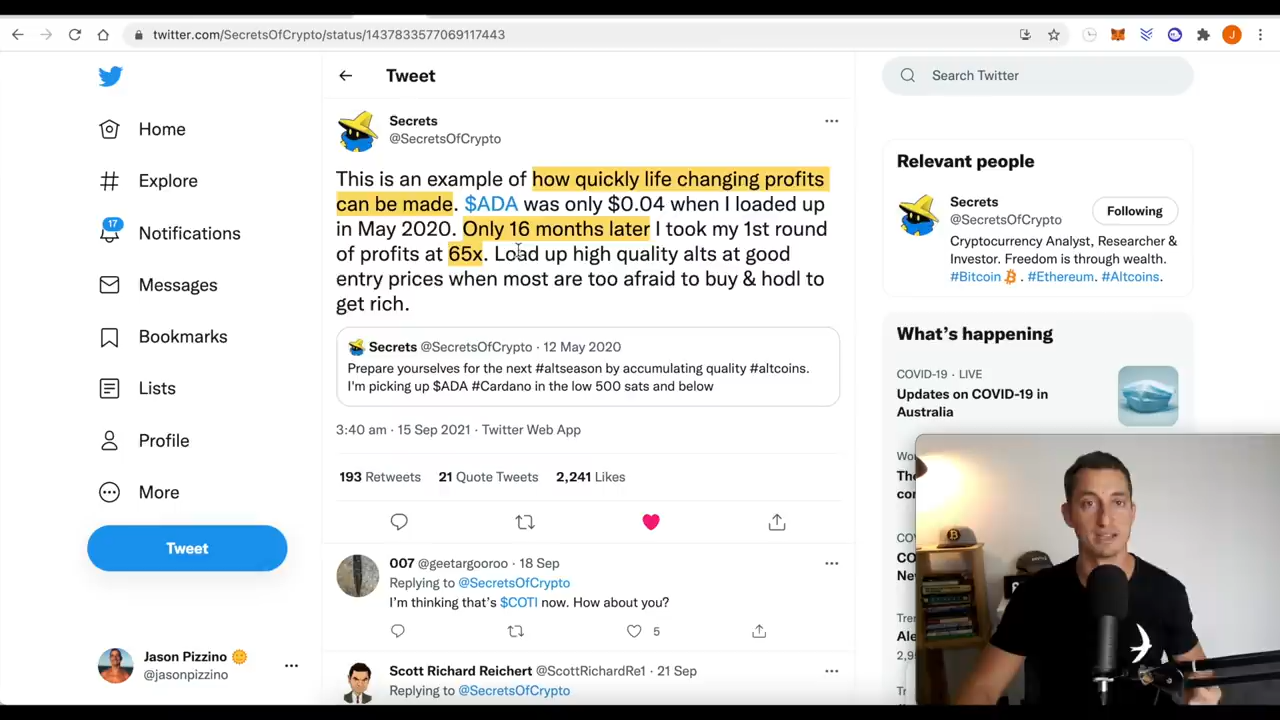 twitter.com/SecretsOfCrypto/status/1437833577069117443
J
Home
Explore
17
Notifications
Messages
Bookmarks
Lists
Profile
More
Tweet
Jason Pizzino
@jasonpizzino
Tweet
Secrets
@SecretsOfCrypto
This is an example of how quickly life changing profits
can be made. $ADA was only $0.04 when I loaded up
in May 2020. Only 16 months later I took my 1st round
of profits at 65x. Load up high quality alts at good
entry prices when most are too afraid to buy & hodl to
get rich.
Secrets @SecretsOfCrypto · 12 May 2020
Prepare yourselves for the next #altseason by accumulating quality #altcoins.
I'm picking up $ADA #Cardano in the low 500 sats and below
3:40 am · 15 Sep 2021 · Twitter Web App
193 Retweets 21 Quote Tweets 2,241 Likes
007 @geetargooroo · 18 Sep
Replying to @SecretsOfCrypto
I'm thinking that's $COTI now. How about you?
5
Scott Richard Reichert @ScottRichardRe1 · 21 Sep
Replying to @SecretsOfCrypto
Search Twitter
Relevant people
Secrets
@SecretsOfCrypto
Following
Cryptocurrency Analyst, Researcher &
Investor. Freedom is through wealth.
#Bitcoin . #Ethereum. #Altcoins.
What's happening
COVID-19 · LIVE
Updates on COVID-19 in
Australia